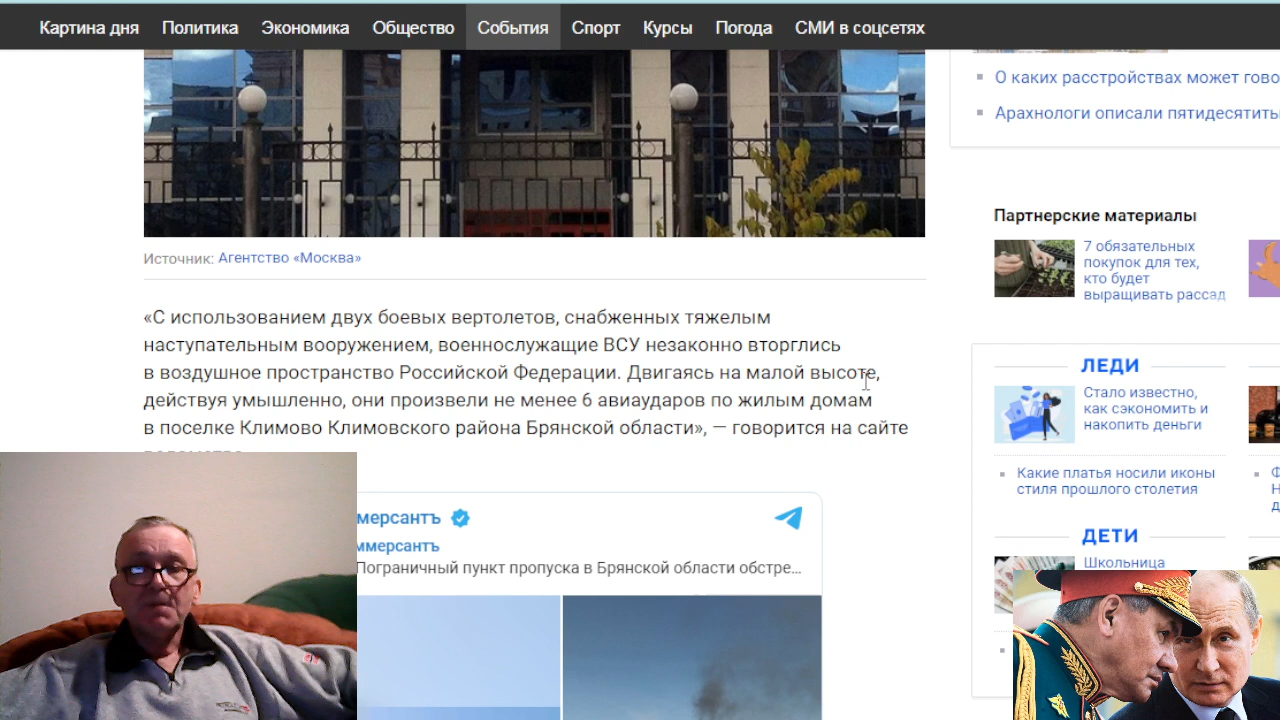 Картина дня Политика Экономика Общество События Спорт Курсы Погода СМИ в соцсетях
О каких расстройствах может гово
Арахнологи описали пятидесятить
Партнерские материалы
7 обязательных
покупок для тех,
кто будет
выращивать рассад
Источник: Агентство «Москва»
«С использованием двух боевых вертолетов, снабженных тяжелым
наступательным вооружением, военнослужащие ВСУ незаконно вторглись
в воздушное пространство Российской Федерации. Двигаясь на малой высоте,
действуя умышленно, они произвели не менее 6 авиаударов по жилым домам
в поселке Климово Климовского района Брянской области», — говорится на сайте
ЛЕДИ
Стало известно,
как сэкономить и
накопить деньги
Какие платья носили иконы
стиля прошлого столетия
Ф
Н
д
ДЕТИ
Школьница
мерсантъ
ммерсантъ
Пограничный пункт пропуска в Брянской области обстре...